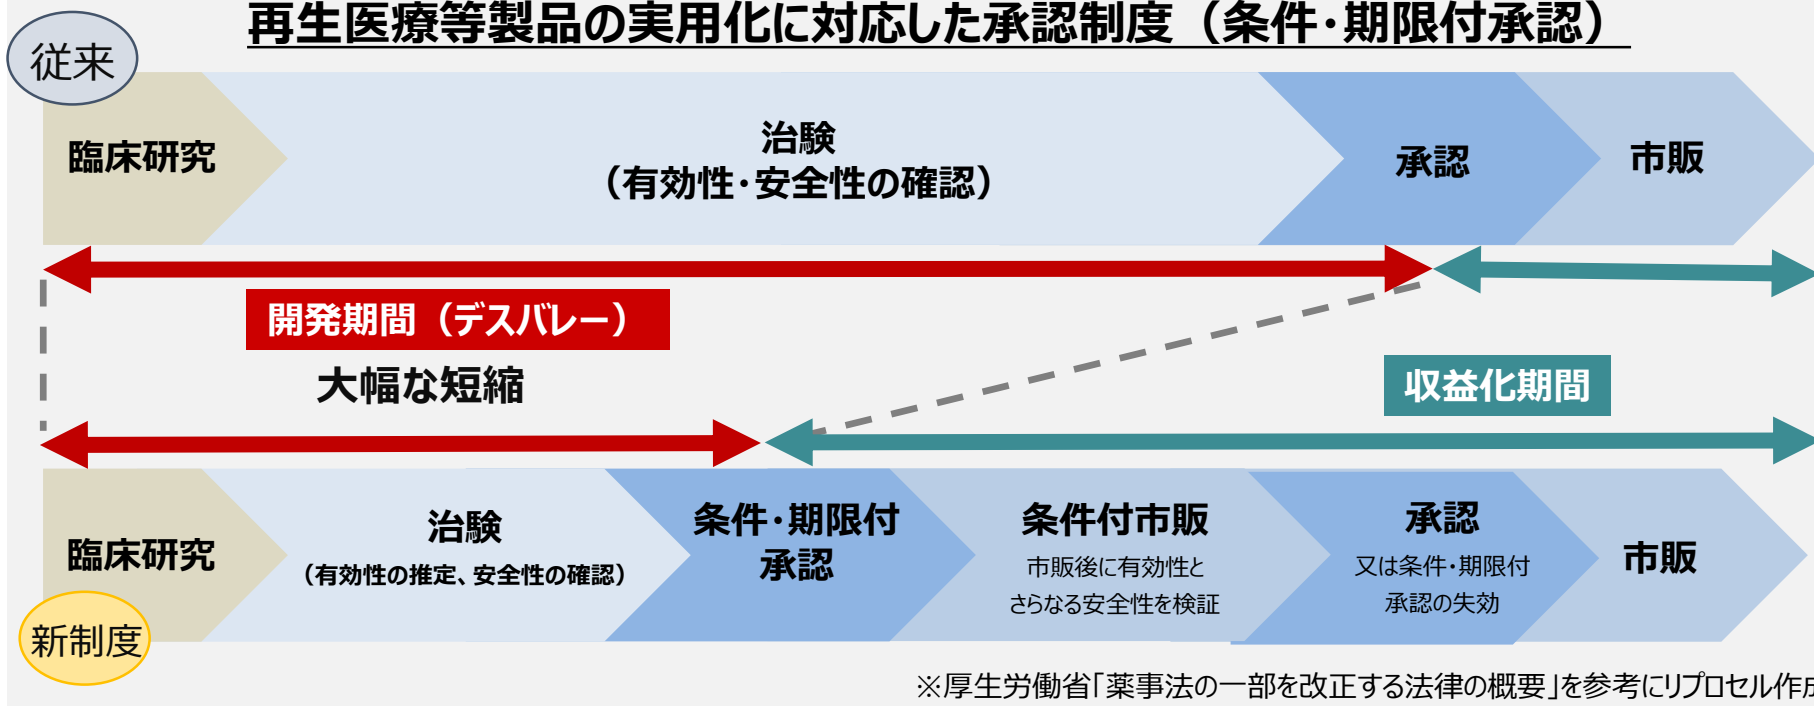 再生医療等製品の実用化に対応した承認制度（条件・期限付承認）
従来
臨床研究
治験
（有効性・安全性の確認）
承認
市販
開発期間（デスバレー）
大幅な短縮
収益化期間
臨床研究
治験
（有効性の推定、安全性の確認）
条件・期限付
承認
条件付市販
市販後に有効性と
さらなる安全性を検証
承認
又は条件・期限付
承認の失効
市販
新制度
※厚生労働省「薬事法の一部を改正する法律の概要」を参考にリプロセル作成